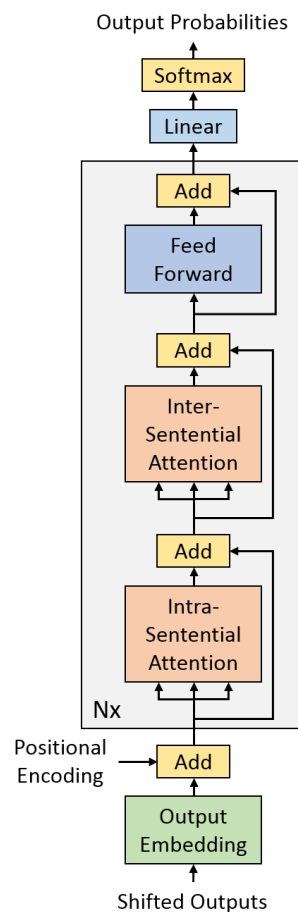 Output Probabilities
Softmax
Linear
Add
Feed
Forward
Add
Inter-
Sentential
Attention
Add
Intra-
Sentential
Attention
Nx
Positional
Encoding
Add
Output
Embedding
Shifted Outputs